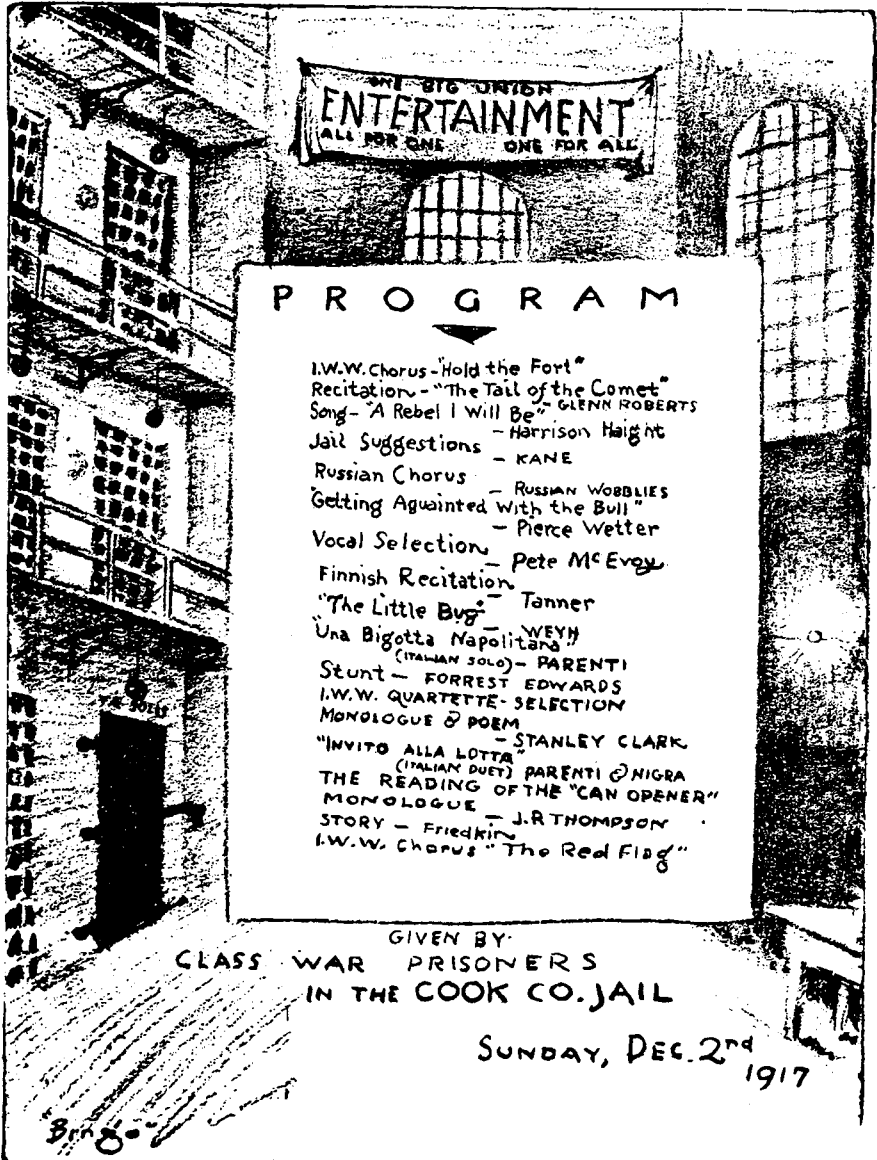 ONE BIG UNION
ENTERTAINMENT
ALL FOR ONE ONE FOR ALL
PROGRAM
I.W.W. Chorus-"Hold the Fort"
Recitation-"The Tail of the Comet"
- GLENN ROBERTS
Song-"A Rebel I Will Be"
- Harrison Haight
Jail Suggestions
- KANE
Russian Chorus
- RUSSIAN WOBBLIES
"Getting Aquainted With the Bull"
- Pierce Wetter
Vocal Selection
- Pete McEvoy
Finnish Recitation
- Tanner
"The Little Bug"
- WEYH
"Una Bigotta Napolitana"
(ITALIAN SOLO)- PARENTI
Stunt - FORREST EDWARDS
I.W.W. QUARTETTE-SELECTION
MONOLOGUE & POEM
- STANLEY CLARK
"INVITO ALLA LOTTA"
(ITALIAN DUET) PARENTI & NIGRA
THE READING OF THE "CAN OPENER"
MONOLOGUE
- J.P THOMPSON
STORY - Friedkin
I.W.W. Chorus "The Red Flag"
GIVEN BY
CLASS WAR PRISONERS
IN THE COOK CO. JAIL
SUNDAY, DEC. 2nd
1917